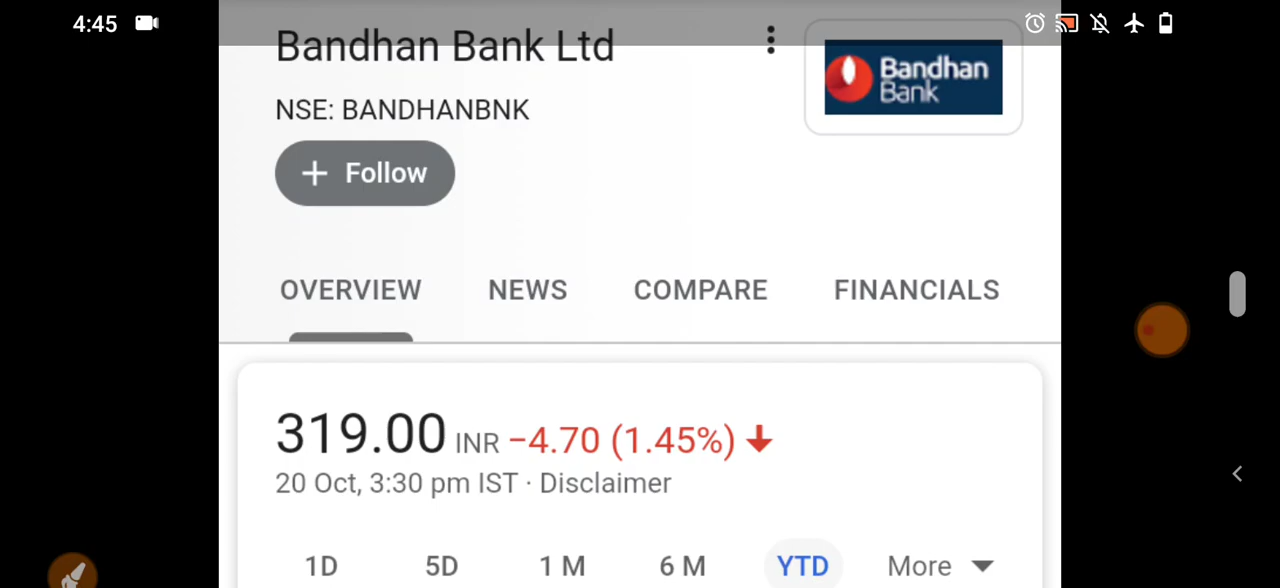 4:45
Bandhan Bank Ltd
Bandhan
Bank
NSE: BANDHANBNK
+ Follow
OVERVIEW NEWS COMPARE FINANCIALS
319.00 INR −4.70 (1.45%) ↓
20 Oct, 3:30 pm IST · Disclaimer
1D 5D 1 M 6 M YTD More